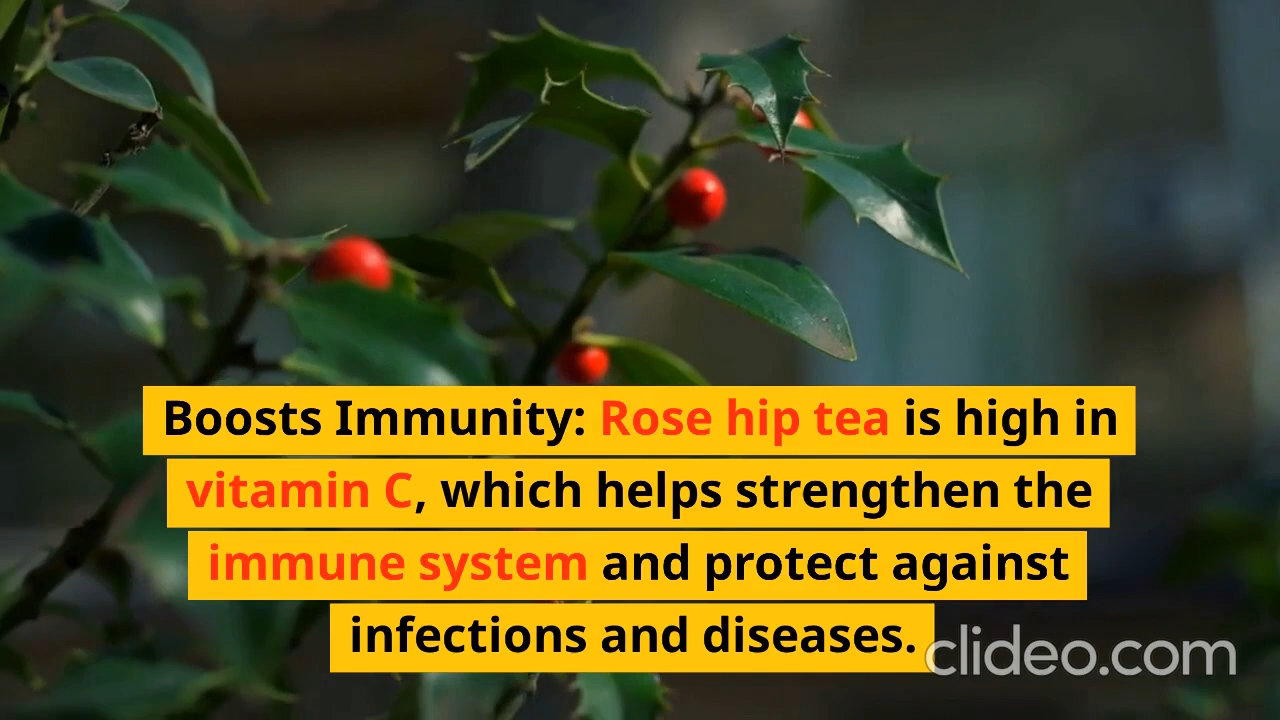 Boosts Immunity: Rose hip tea is high in
vitamin C, which helps strengthen the
immune system and protect against
infections and diseases.
clideo.com